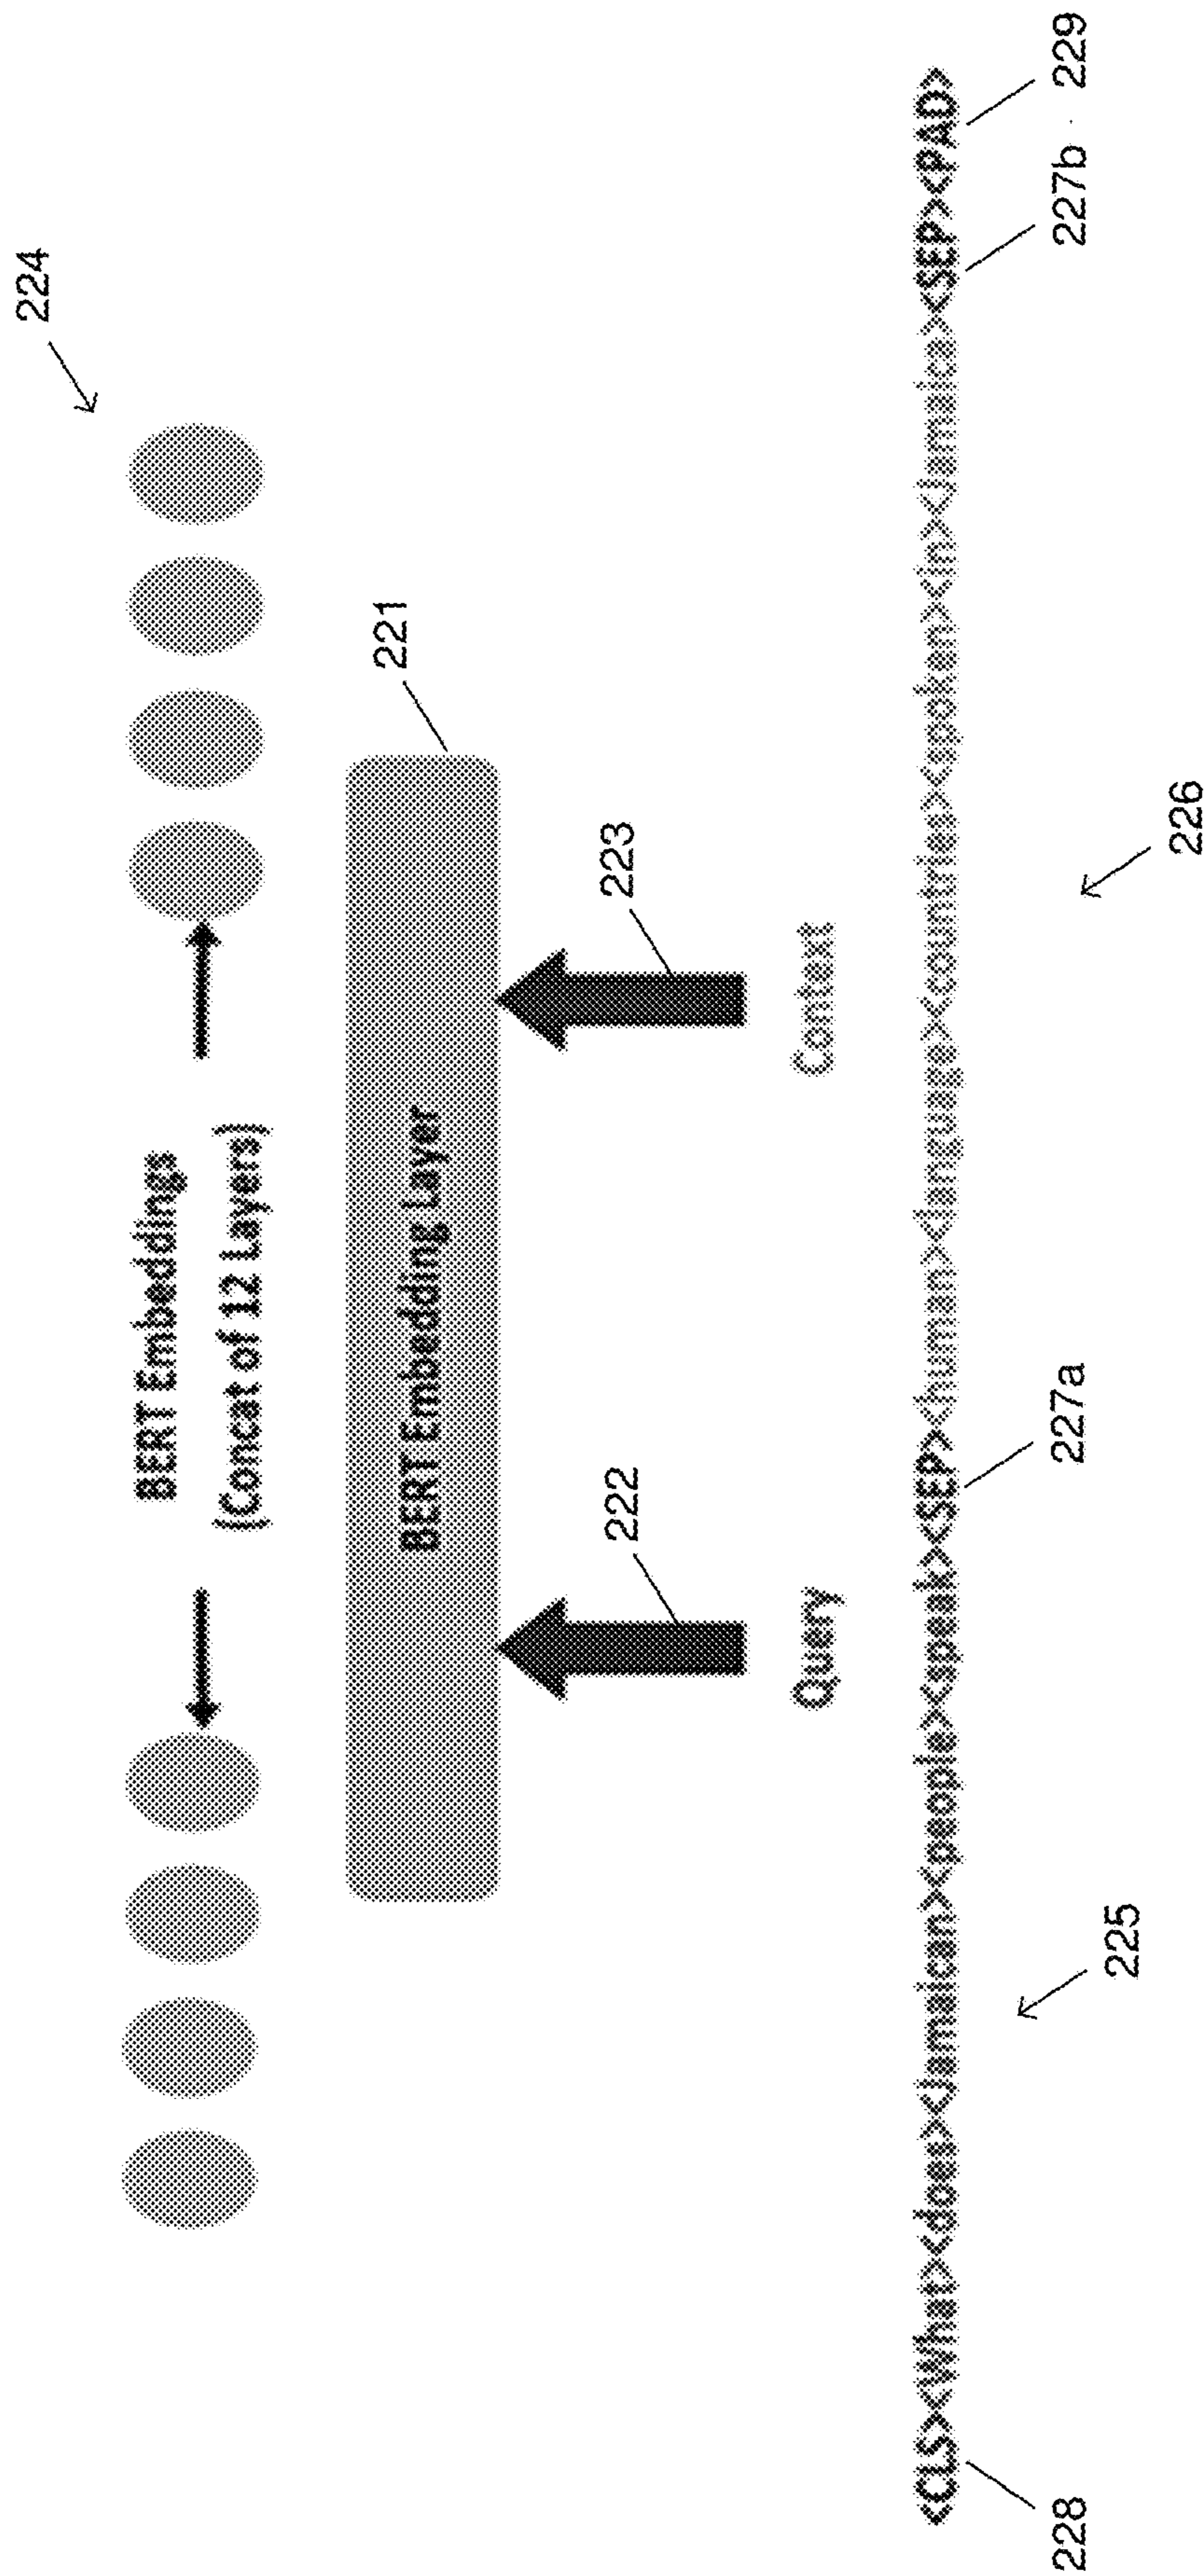 224
BERT Embeddings
(Concat of 12 Layers)
221
BERT Embedding Layer
222
223
Query
Context
<CLS><What><does><Jamaican><people><speak><SEP><human><language><countries><spoken><in><Jamaica><SEP><PAD>
228
227a
227b
229
225
226